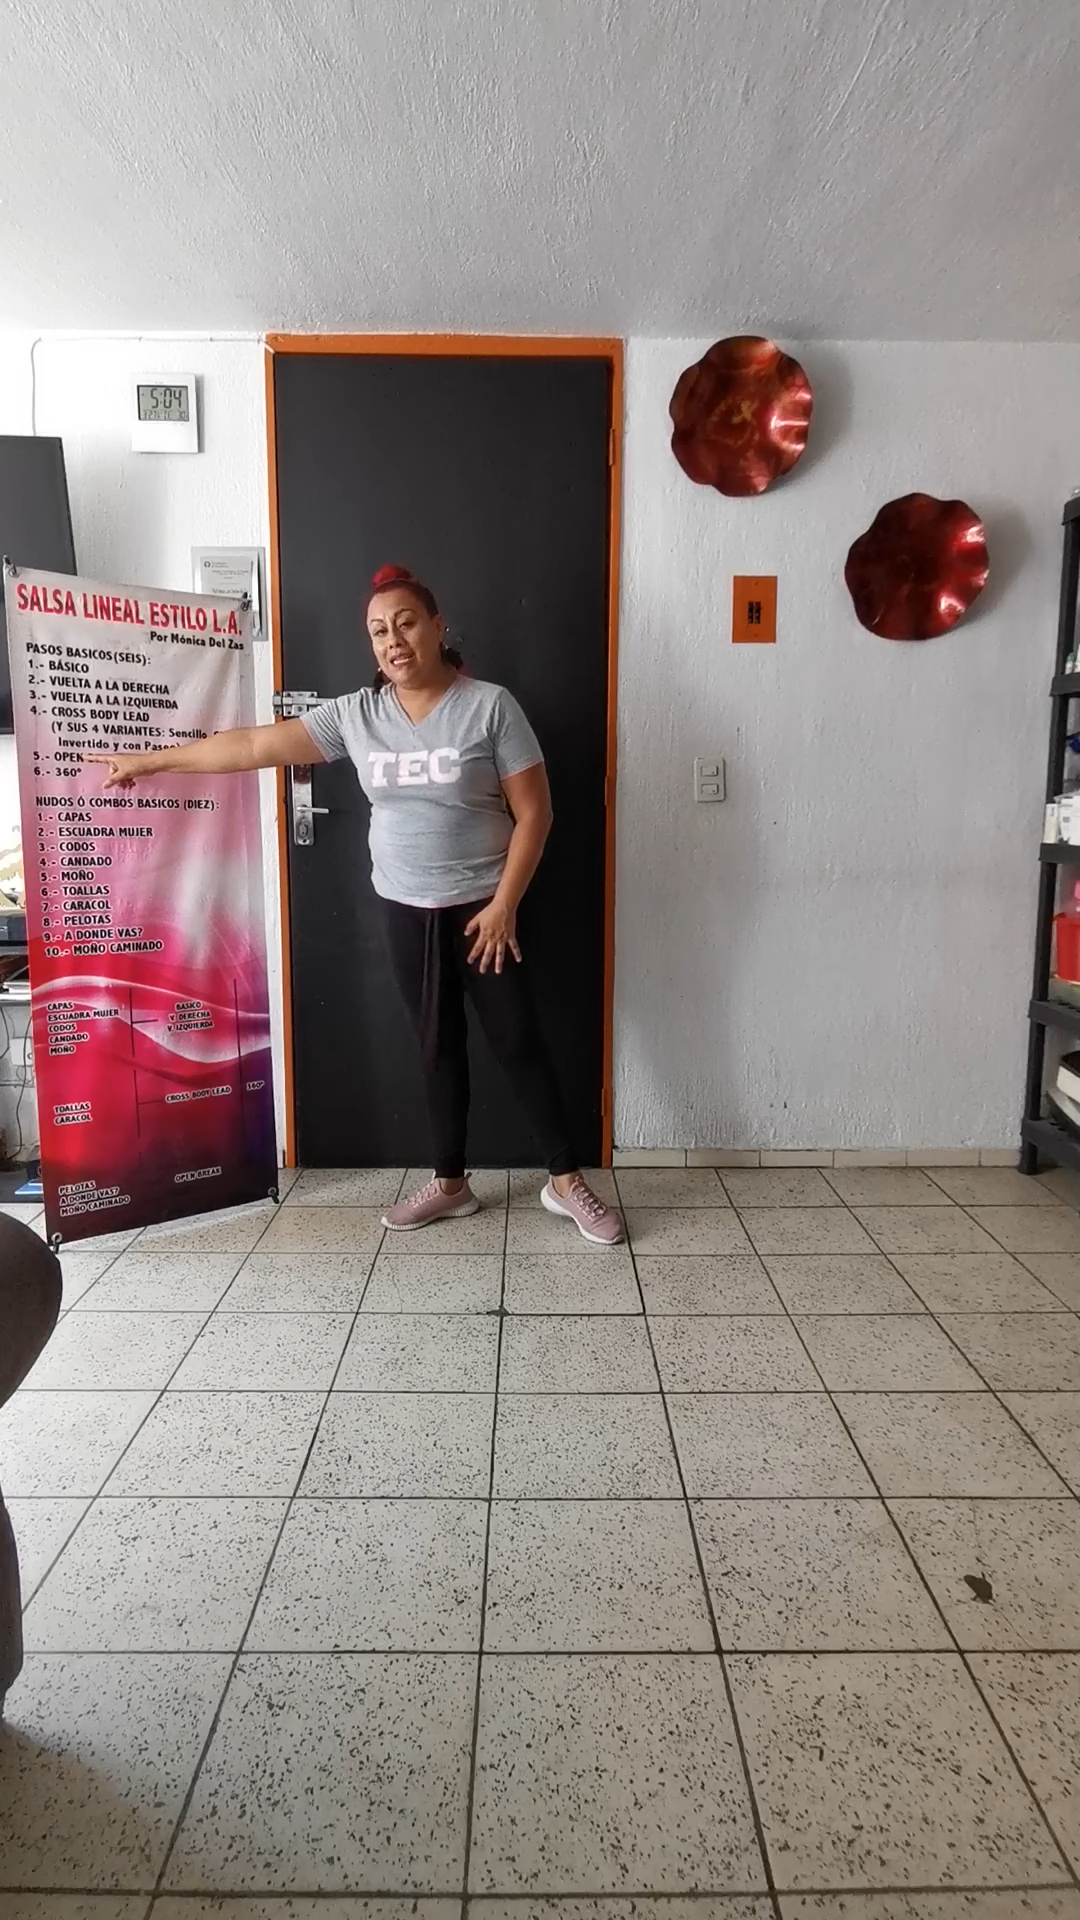 5:04
SALSA LINEAL ESTILO L.A.
Por Mónica Del Zas
PASOS BASICOS(SEIS):
1.- BÁSICO
2.- VUELTA A LA DERECHA
3.- VUELTA A LA IZQUIERDA
4.- CROSS BODY LEAD
(Y SUS 4 VARIANTES: Sencillo,
Invertido y con Paseo)
5.- OPEN
6.- 360°
NUDOS Ó COMBOS BASICOS (DIEZ):
1.- CAPAS
2.- ESCUADRA MUJER
3.- CODOS
4.- CANDADO
5.- MOÑO
6.- TOALLAS
7.- CARACOL
8.- PELOTAS
9.- A DONDE VAS?
10.- MOÑO CAMINADO
CAPAS
ESCUADRA MUJER
CODOS
CANDADO
MOÑO
BASICO
V. DERECHA
V. IZQUIERDA
TOALLAS
CARACOL
CROSS BODY LEAD
360°
PELOTAS
A DONDE VAS?
MOÑO CAMINADO
OPEN BREAK
TEC